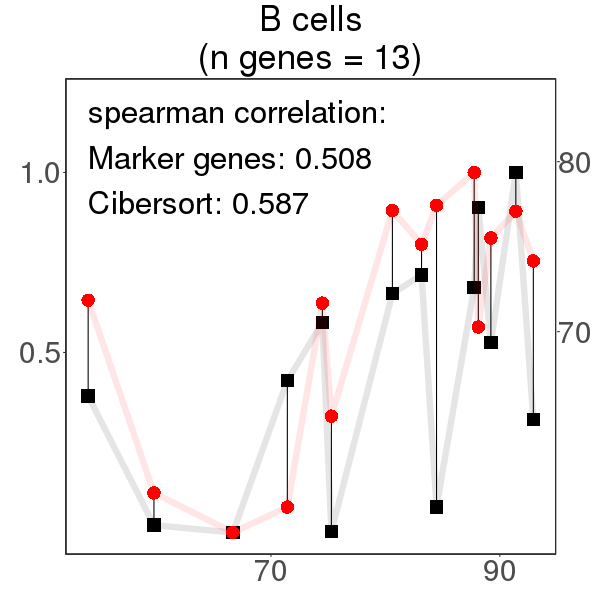 B cells
(n genes = 13)
spearman correlation:
Marker genes: 0.508
Cibersort: 0.587
1.0
0.5
80
70
70
90